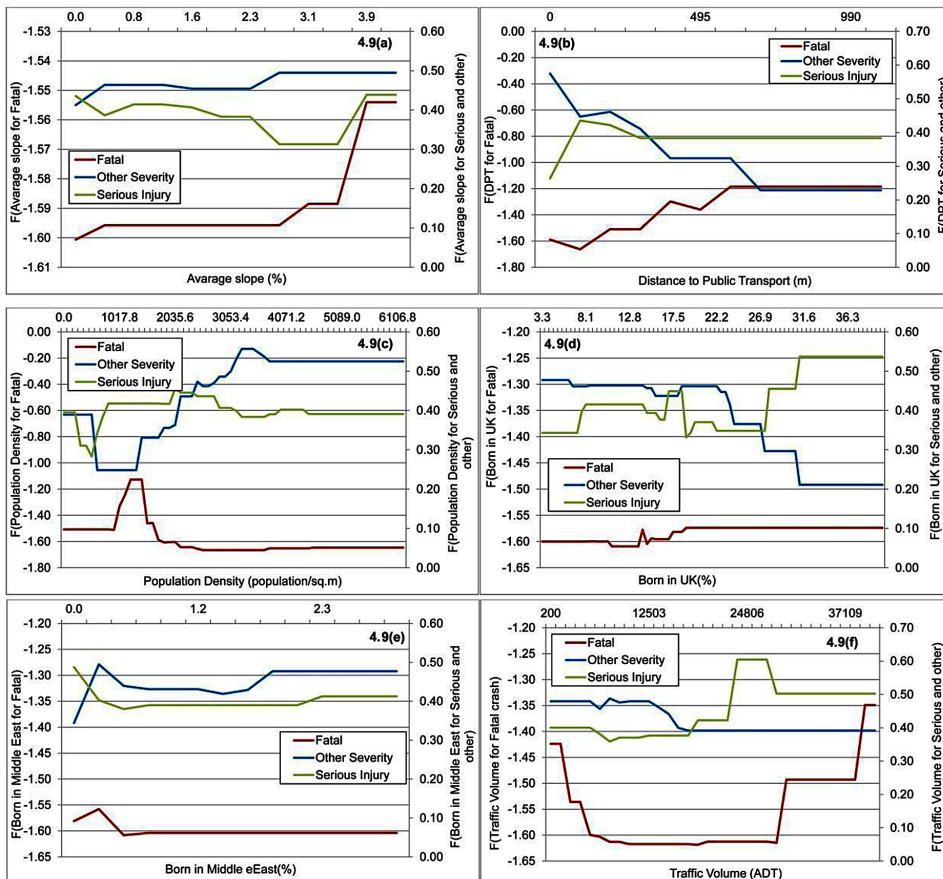 0.0 0.8 1.6 2.3 3.1 3.9
-1.53 0.60
4.9(a)
-1.54 0.50
-1.55 0.40
-1.56
-1.57 0.30
-1.58 0.20
-1.59
-1.60 0.10
-1.61 0.00
F(Avarage slope for Fatal)
F(Avarage slope for Serious and other)
Fatal
Other Severity
Serious Injury
Avarage slope (%)
0 495 990
0.00 0.70
4.9(b)
-0.20 0.60
-0.40 0.50
-0.60
-0.80 0.40
-1.00 0.30
-1.20 0.20
-1.40
-1.60 0.10
-1.80 0.00
F(DPT for Fatal)
F(DPT for Serious and other)
Fatal
Other Severity
Serious Injury
Distance to Public Transport (m)
0.0 1017.8 2035.6 3053.4 4071.2 5089.0 6106.8
0.00 0.60
4.9(c)
-0.20 0.50
-0.40
-0.60 0.40
-0.80 0.30
-1.00
-1.20 0.20
-1.40 0.10
-1.60
-1.80 0.00
F(Population Density for Fatal)
F(Population Density for Serious and
other)
Fatal
Other Severity
Serious Injury
Population Density (population/sq.m)
3.3 8.1 12.8 17.5 22.2 26.9 31.6 36.3
-1.20 0.60
4.9(d)
-1.25 0.50
-1.30
-1.35 0.40
-1.40 0.30
-1.45
-1.50 0.20
-1.55 0.10
-1.60
-1.65 0.00
F(Born in UK for Fatal)
F(Born in UK for Serious and other)
Fatal
Other Severity
Serious Injury
Born in UK(%)
0.0 1.2 2.3
-1.20 0.60
4.9(e)
-1.25 0.50
-1.30
-1.35 0.40
-1.40 0.30
-1.45
-1.50 0.20
-1.55 0.10
-1.60
-1.65 0.00
F(Born in Middle East for Fatal)
F(Born in Middle East for Serious and
other)
Fatal
Other Severity
Serious Injury
Born in Middle eEast(%)
200 12503 24806 37109
-1.20 0.70
4.9(f)
-1.25 0.60
-1.30 0.50
-1.35
-1.40 0.40
-1.45 0.30
-1.50 0.20
-1.55
-1.60 0.10
-1.65 0.00
F(Traffic Volume for Fatal crash)
F(Traffic Volume for Serious and other)
Fatal
Other Severity
Serious Injury
Traffic Volume (ADT)